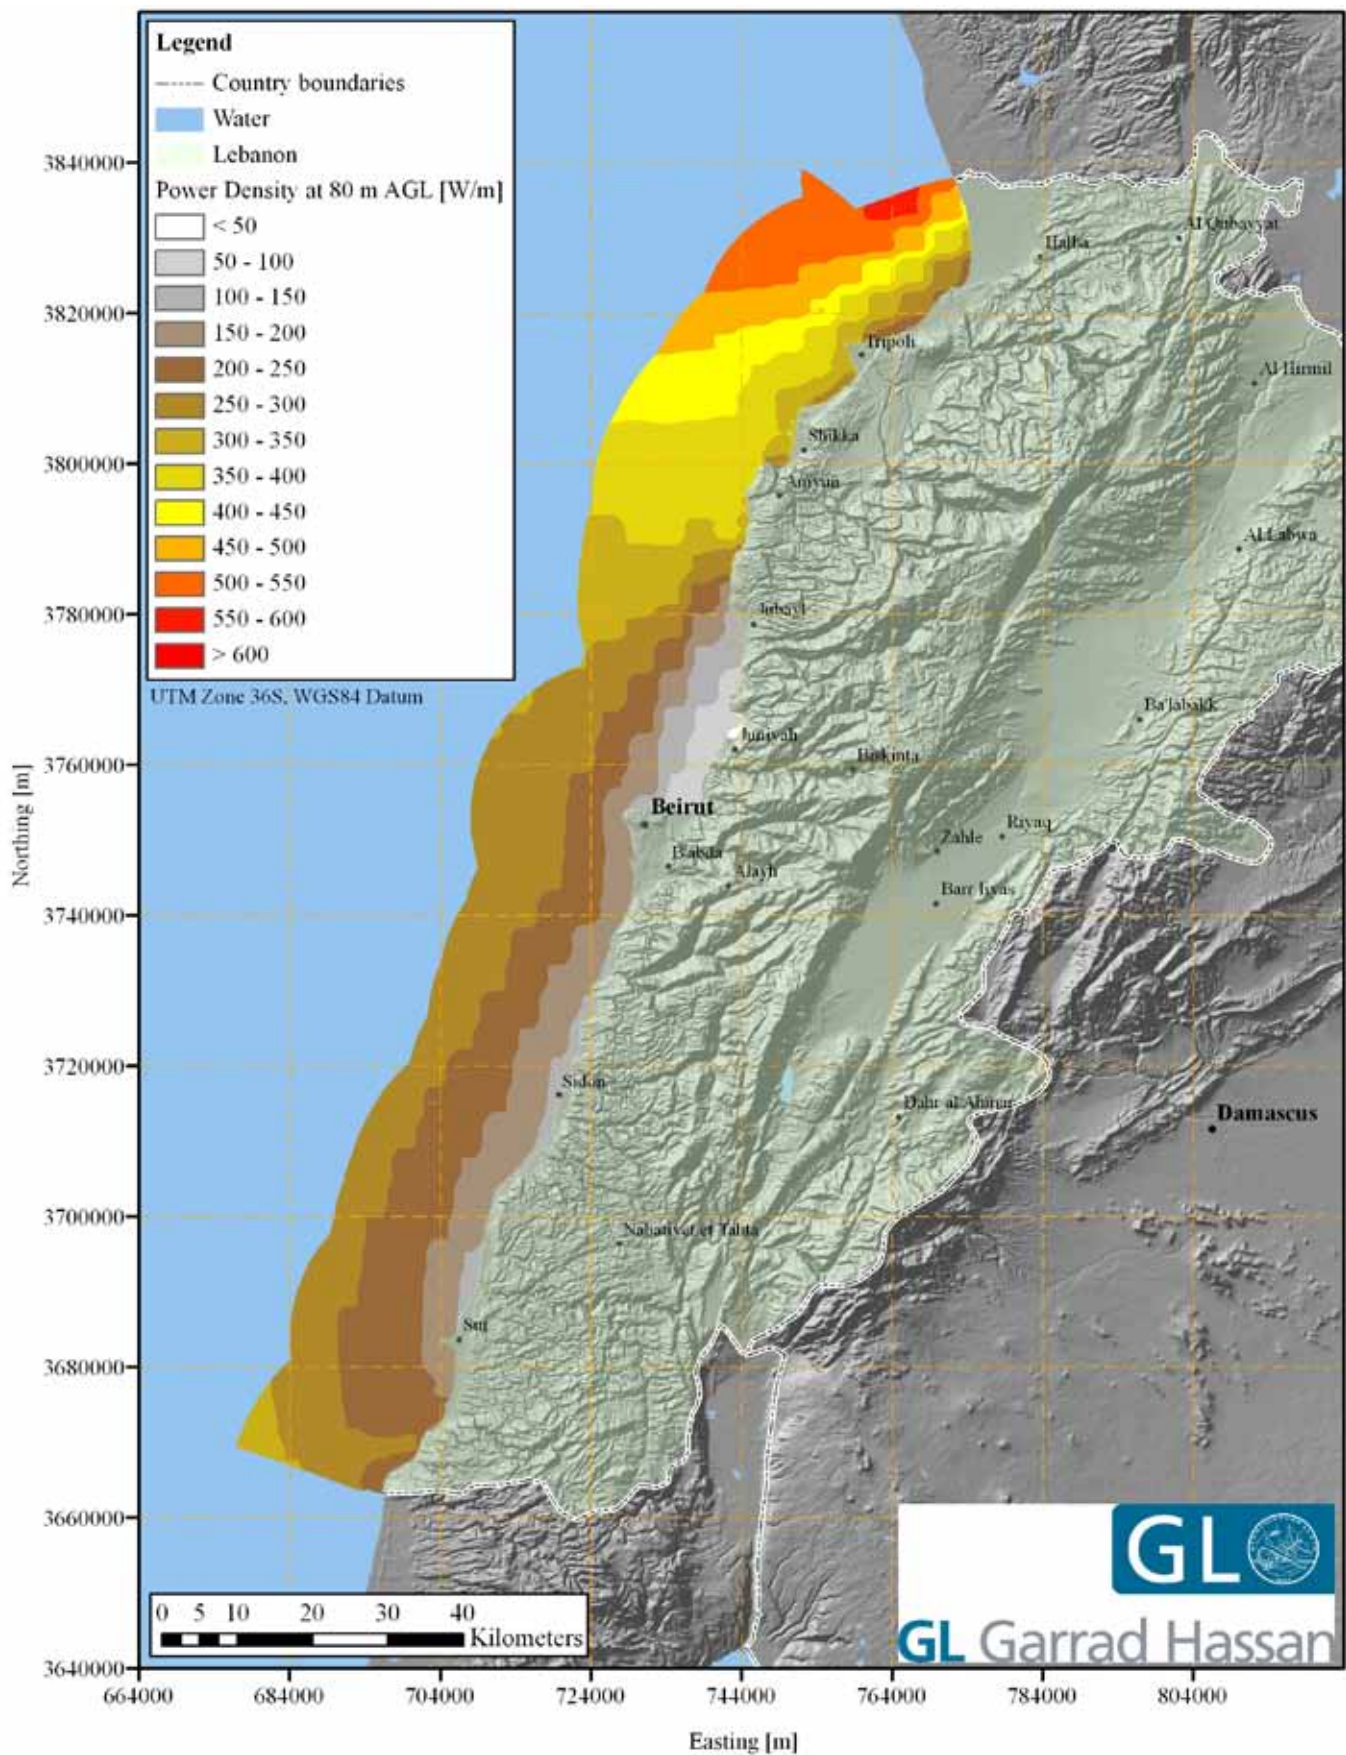 Legend
Country boundaries
Water
Lebanon
Power Density at 80 m AGL [W/m]
< 50
50 - 100
100 - 150
150 - 200
200 - 250
250 - 300
300 - 350
350 - 400
400 - 450
450 - 500
500 - 550
550 - 600
> 600
UTM Zone 36S, WGS84 Datum
3840000
3820000
3800000
3780000
3760000
3740000
3720000
3700000
3680000
3660000
3640000
Northing [m]
Al Qubayyat
Halba
Tripoli
Al Hirmil
Shikka
Amyun
Al Labwa
Jubayl
Ba'labakk
Juniyah
Biskinta
Beirut
Riyaq
Zahle
B'abda
Alayh
Barr Ilyas
Sidon
Dahr al Ahmar
Damascus
Nabativet et Tahta
Sur
0 5 10 20 30 40
Kilometers
GL
GL Garrad Hassan
664000 684000 704000 724000 744000 764000 784000 804000
Easting [m]